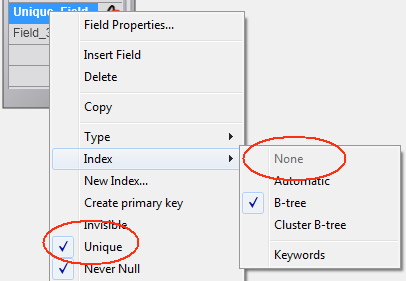 Unique_Field
Field_3
Field Properties...
Insert Field
Delete
Copy
Type
Index
New Index...
Create primary key
Invisible
Unique
Never Null
None
Automatic
B-tree
Cluster B-tree
Keywords